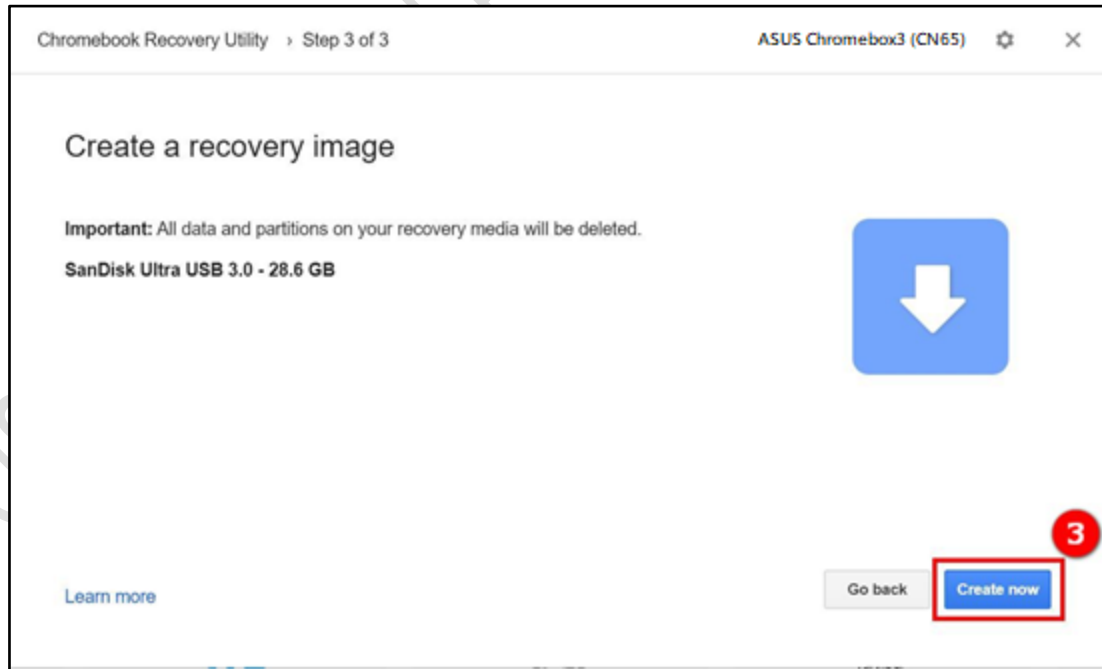 Chromebook Recovery Utility › Step 3 of 3 ASUS Chromebox3 (CN65)
Create a recovery image
Important: All data and partitions on your recovery media will be deleted.
SanDisk Ultra USB 3.0 - 28.6 GB
3
Learn more Go back Create now